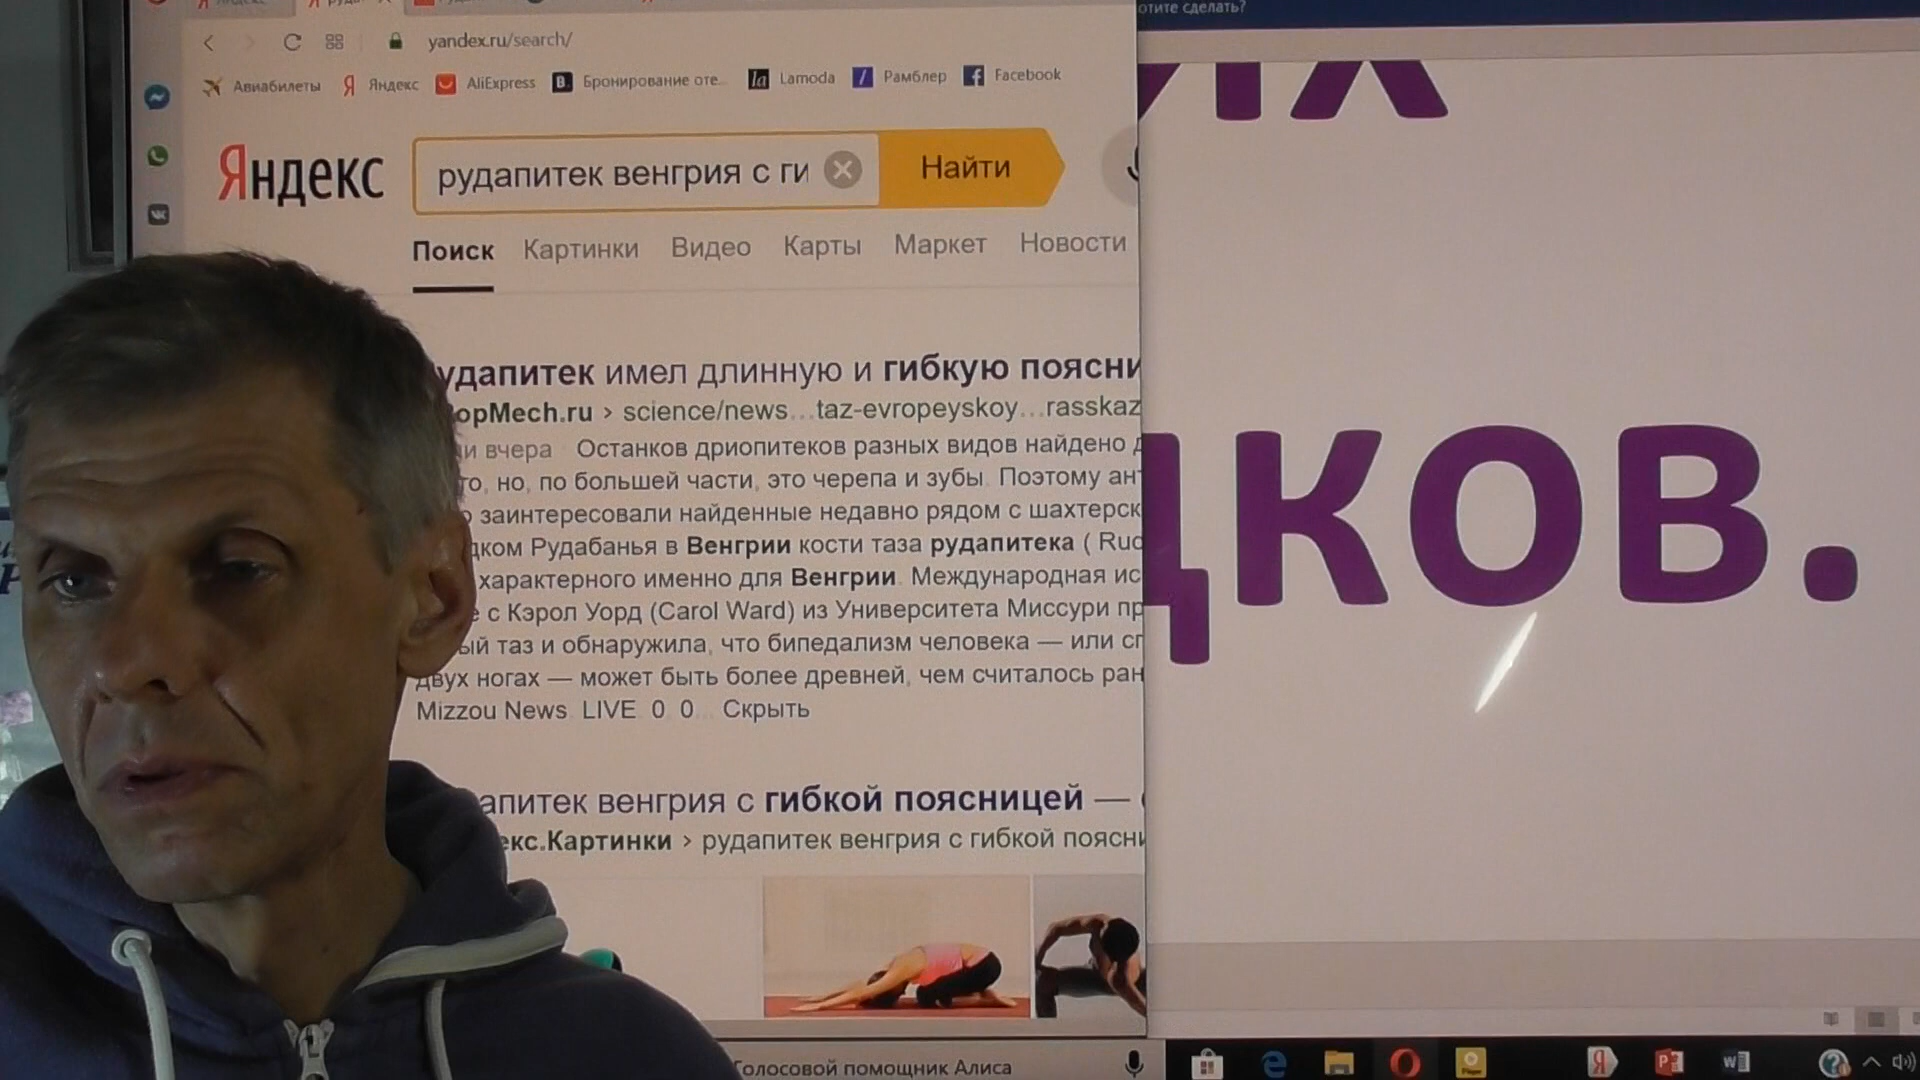 отите сделать?
yandex.ru/search/
Авиабилеты Яндекс AliExpress Бронирование оте... Lamoda Рамблер Facebook
Яндекс
рудапитек венгрия с ги
Найти
Поиск Картинки Видео Карты Маркет Новости
удапитек имел длинную и гибкую поясни
opMech.ru › science/news...taz-evropeyskoy...rasskaz
и вчера Останков дриопитеков разных видов найдено д
то, но, по большей части, это черепа и зубы. Поэтому ан
о заинтересовали найденные недавно рядом с шахтерск
дком Рудабанья в Венгрии кости таза рудапитека ( Ruc
характерного именно для Венгрии. Международная ис
е с Кэрол Уорд (Carol Ward) из Университета Миссури пр
ый таз и обнаружила, что бипедализм человека — или сп
двух ногах — может быть более древней, чем считалось ран
Mizzou News. LIVE. 0. 0... Скрыть
апитек венгрия с гибкой поясницей —
екс.Картинки › рудапитек венгрия с гибкой поясни
дков.
Голосовой помощник Алиса